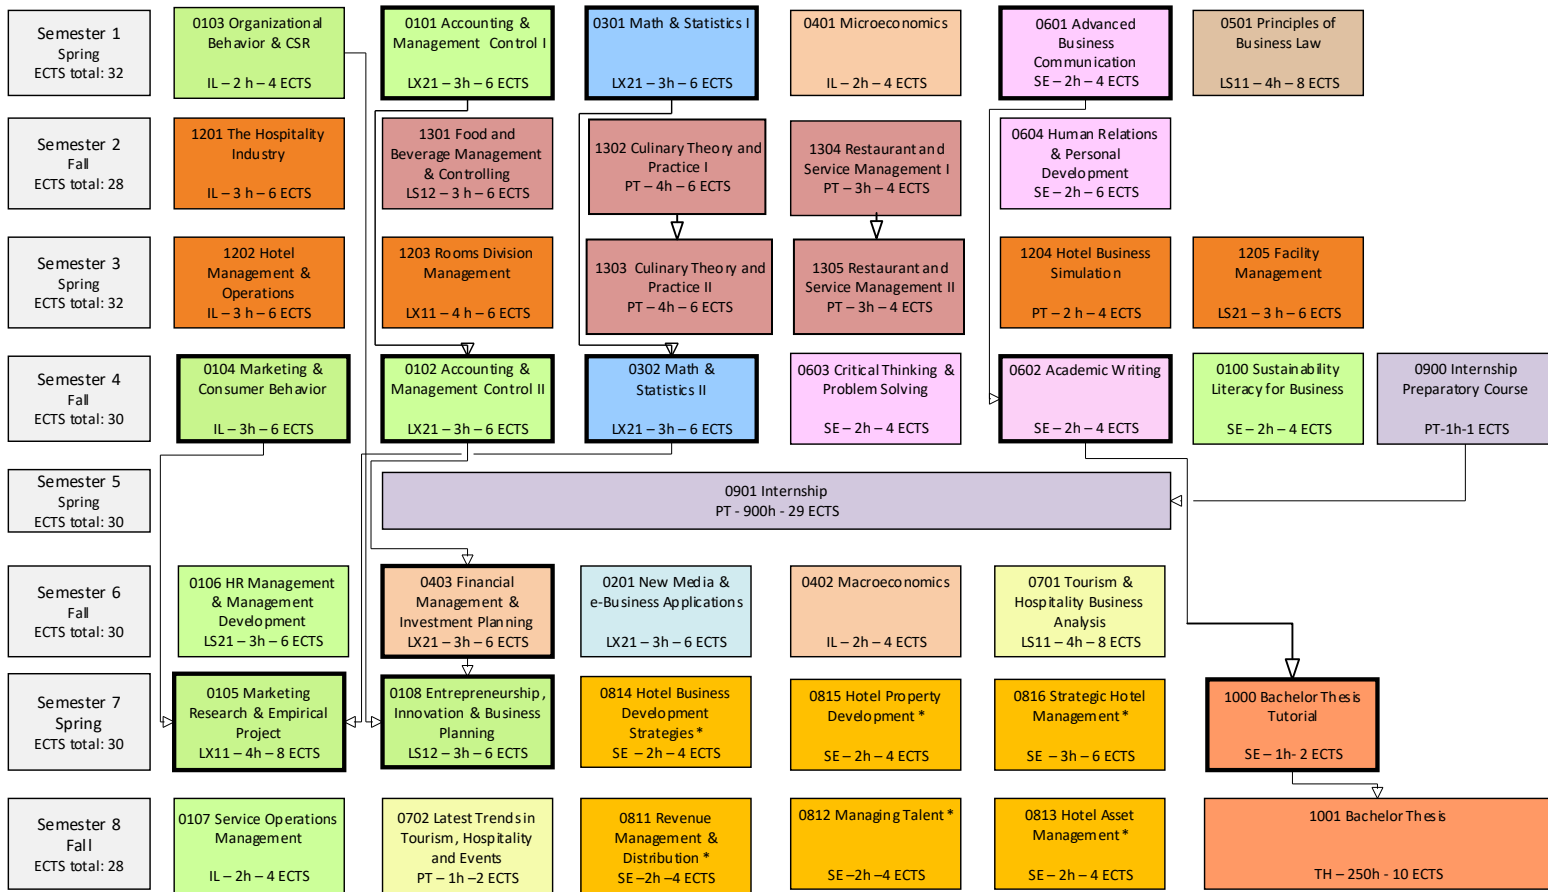 Semester 1
Spring
ECTS total: 32
0103 Organizational
Behavior & CSR
IL – 2 h – 4 ECTS
0101 Accounting &
Management Control I
LX21 – 3h – 6 ECTS
0301 Math & Statistics I
LX21 – 3h – 6 ECTS
0401 Microeconomics
IL – 2h – 4 ECTS
0601 Advanced
Business
Communication
SE – 2h – 4 ECTS
0501 Principles of
Business Law
LS11 – 4h – 8 ECTS
Semester 2
Fall
ECTS total: 28
1201 The Hospitality
Industry
IL – 3 h – 6 ECTS
1301 Food and
Beverage Management
& Controlling
LS12 – 3 h – 6 ECTS
1302 Culinary Theory and
Practice I
PT – 4h – 6 ECTS
1304 Restaurant and
Service Management I
PT – 3h – 4 ECTS
0604 Human Relations
& Personal
Development
SE – 2h – 6 ECTS
Semester 3
Spring
ECTS total: 32
1202 Hotel
Management &
Operations
IL – 3 h – 6 ECTS
1203 Rooms Division
Management
LX11 – 4 h – 6 ECTS
1303 Culinary Theory and
Practice II
PT – 4h – 6 ECTS
1305 Restaurant and
Service Management II
PT – 3h – 4 ECTS
1204 Hotel Business
Simulation
PT – 2 h – 4 ECTS
1205 Facility
Management
LS21 – 3 h – 6 ECTS
Semester 4
Fall
ECTS total: 30
0104 Marketing &
Consumer Behavior
IL – 3h – 6 ECTS
0102 Accounting &
Management Control II
LX21 – 3h – 6 ECTS
0302 Math &
Statistics II
LX21 – 3h – 6 ECTS
0603 Critical Thinking &
Problem Solving
SE – 2h – 4 ECTS
0602 Academic Writing
SE – 2h – 4 ECTS
0100 Sustainability
Literacy for Business
SE – 2h – 4 ECTS
0900 Internship
Preparatory Course
PT-1h-1 ECTS
Semester 5
Spring
ECTS total: 30
0901 Internship
PT - 900h - 29 ECTS
Semester 6
Fall
ECTS total: 30
0106 HR Management
& Management
Development
LS21 – 3h – 6 ECTS
0403 Financial
Management &
Investment Planning
LX21 – 3h – 6 ECTS
0201 New Media &
e-Business Applications
LX21 – 3h – 6 ECTS
0402 Macroeconomics
IL – 2h – 4 ECTS
0701 Tourism &
Hospitality Business
Analysis
LS11 – 4h – 8 ECTS
Semester 7
Spring
ECTS total: 30
0105 Marketing
Research & Empirical
Project
LX11 – 4h – 8 ECTS
0108 Entrepreneurship,
Innovation & Business
Planning
LS12 – 3h – 6 ECTS
0814 Hotel Business
Development
Strategies *
SE – 2h – 4 ECTS
0815 Hotel Property
Development *
SE – 2h – 4 ECTS
0816 Strategic Hotel
Management *
SE – 3h – 6 ECTS
1000 Bachelor Thesis
Tutorial
SE – 1h- 2 ECTS
Semester 8
Fall
ECTS total: 28
0107 Service Operations
Management
IL – 2h – 4 ECTS
0702 Latest Trends in
Tourism, Hospitality
and Events
PT – 1h –2 ECTS
0811 Revenue
Management &
Distribution *
SE –2h –4 ECTS
0812 Managing Talent *
SE –2h –4 ECTS
0813 Hotel Asset
Management *
SE – 2h – 4 ECTS
1001 Bachelor Thesis
TH – 250h - 10 ECTS